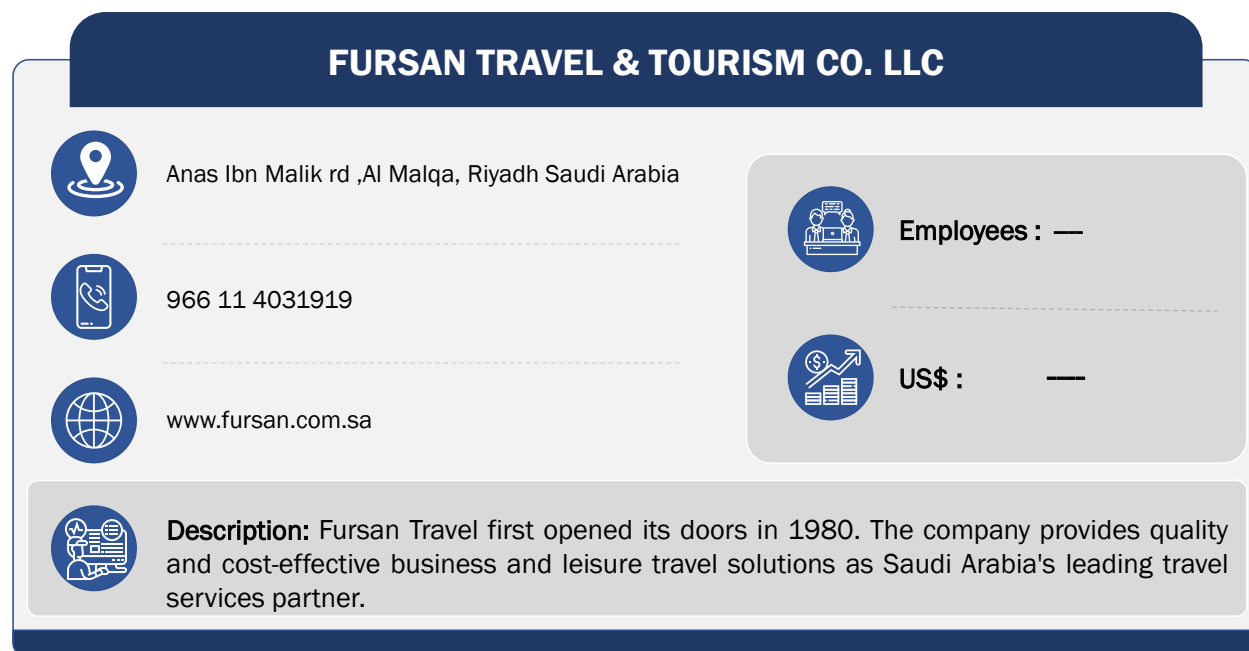 FURSAN TRAVEL & TOURISM CO. LLC
Anas Ibn Malik rd ,Al Malqa, Riyadh Saudi Arabia
966 11 4031919
www.fursan.com.sa
Employees : —
US$ : —
Description: Fursan Travel first opened its doors in 1980. The company provides quality
and cost-effective business and leisure travel solutions as Saudi Arabia's leading travel
services partner.